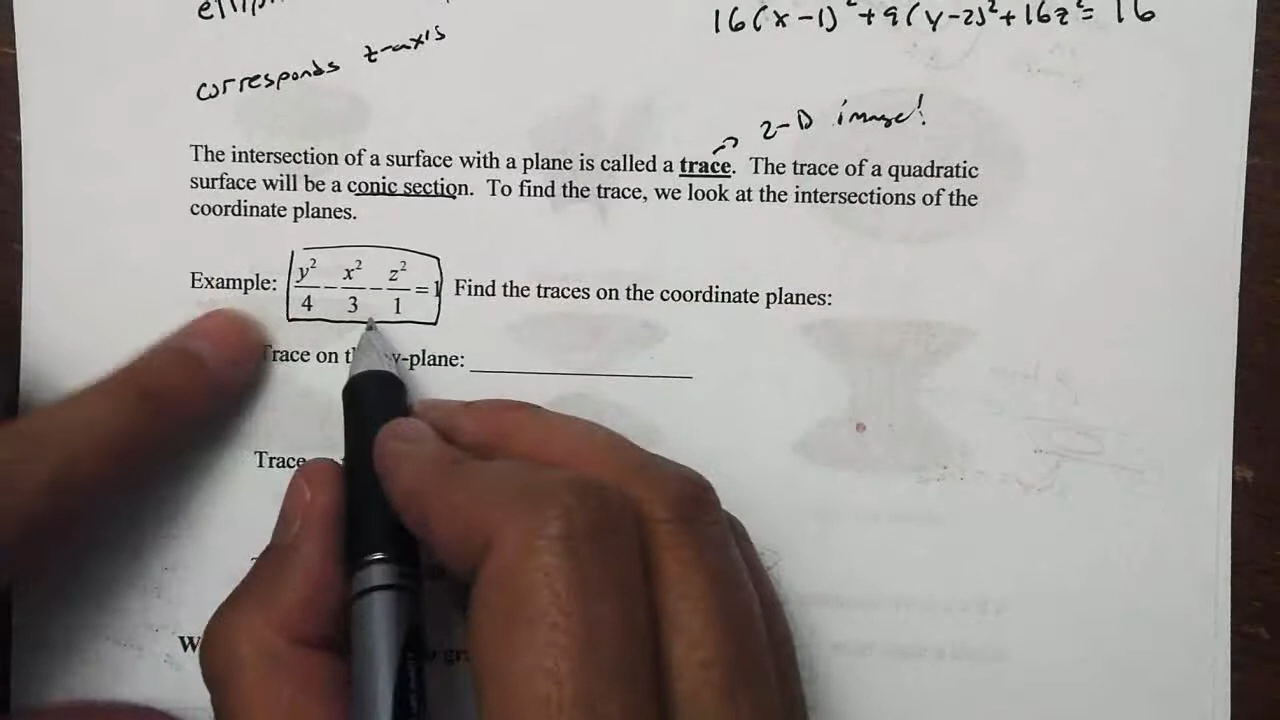 16(x-1)²+9(y-2)²+16z²=16
corresponds z-axis
2-D image!
The intersection of a surface with a plane is called a trace. The trace of a quadratic
surface will be a conic section. To find the trace, we look at the intersections of the
coordinate planes.
Example: y²/4 - x²/3 - z²/1 = 1 Find the traces on the coordinate planes:
Trace on y-plane:
Trace